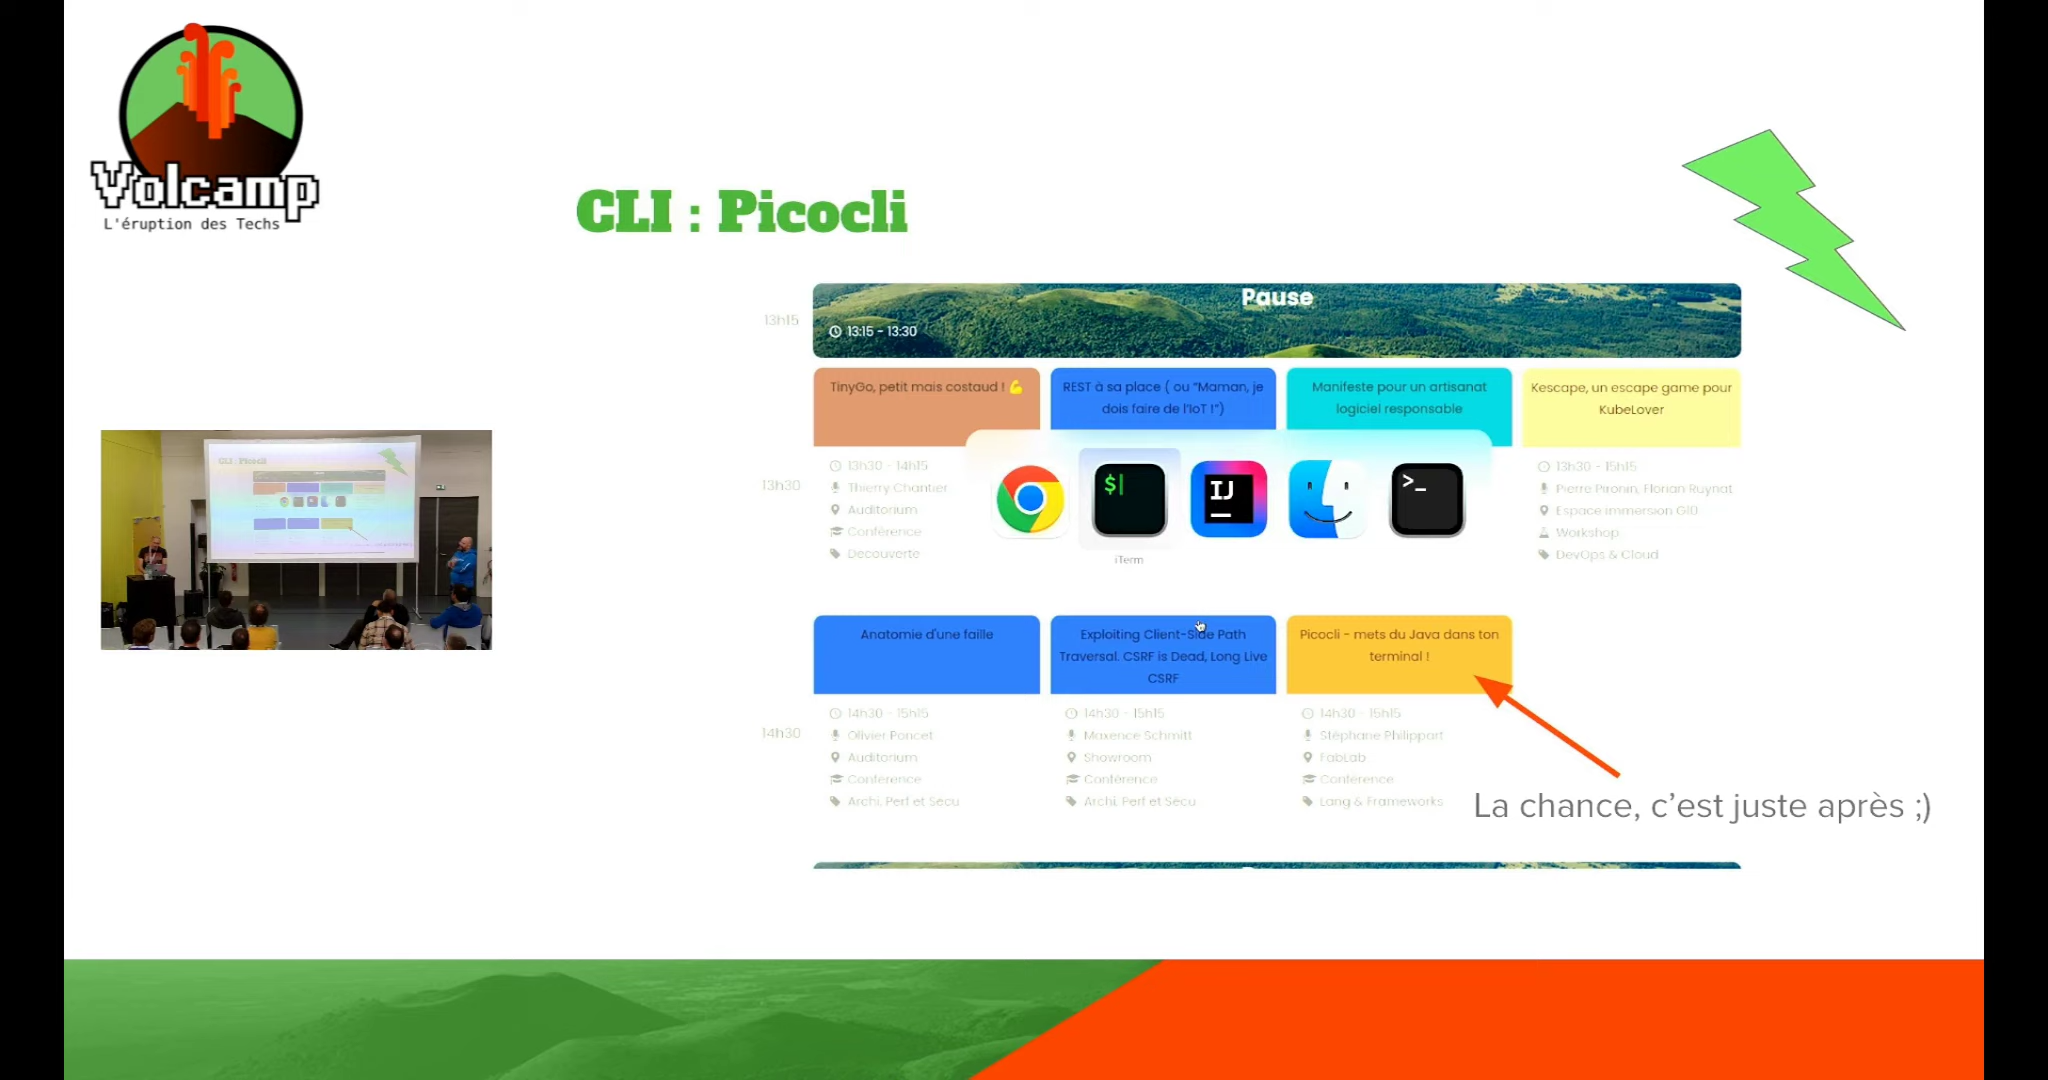 Volcamp
L'éruption des Techs
CLI : Picocli
13h15
Pause
13:15 - 13:30
TinyGo, petit mais costaud ! 💪
REST à sa place ( ou “Maman, je
dois faire de l'IoT !”)
Manifeste pour un artisanat
logiciel responsable
Kescape, un escape game pour
KubeLover
13h30
13h30 - 14h15
Thierry Chantier
Auditorium
Conférence
Découverte
$
IJ
>_
iTerm
13h30 - 15h15
Pierre Pironin, Florian Ruynat
Espace immersion G10
Workshop
DevOps & Cloud
Anatomie d'une faille
Exploiting Client-Side Path
Traversal. CSRF is Dead, Long Live
CSRF
Picocli - mets du Java dans ton
terminal !
14h30
14h30 - 15h15
Olivier Poncet
Auditorium
Conférence
Archi, Perf et Sécu
14h30 - 15h15
Maxence Schmitt
Showroom
Conférence
Archi, Perf et Sécu
14h30 - 15h15
Stéphane Philippart
FabLab
Conférence
Lang & Frameworks
La chance, c’est juste après ;)
CLI : Picocli